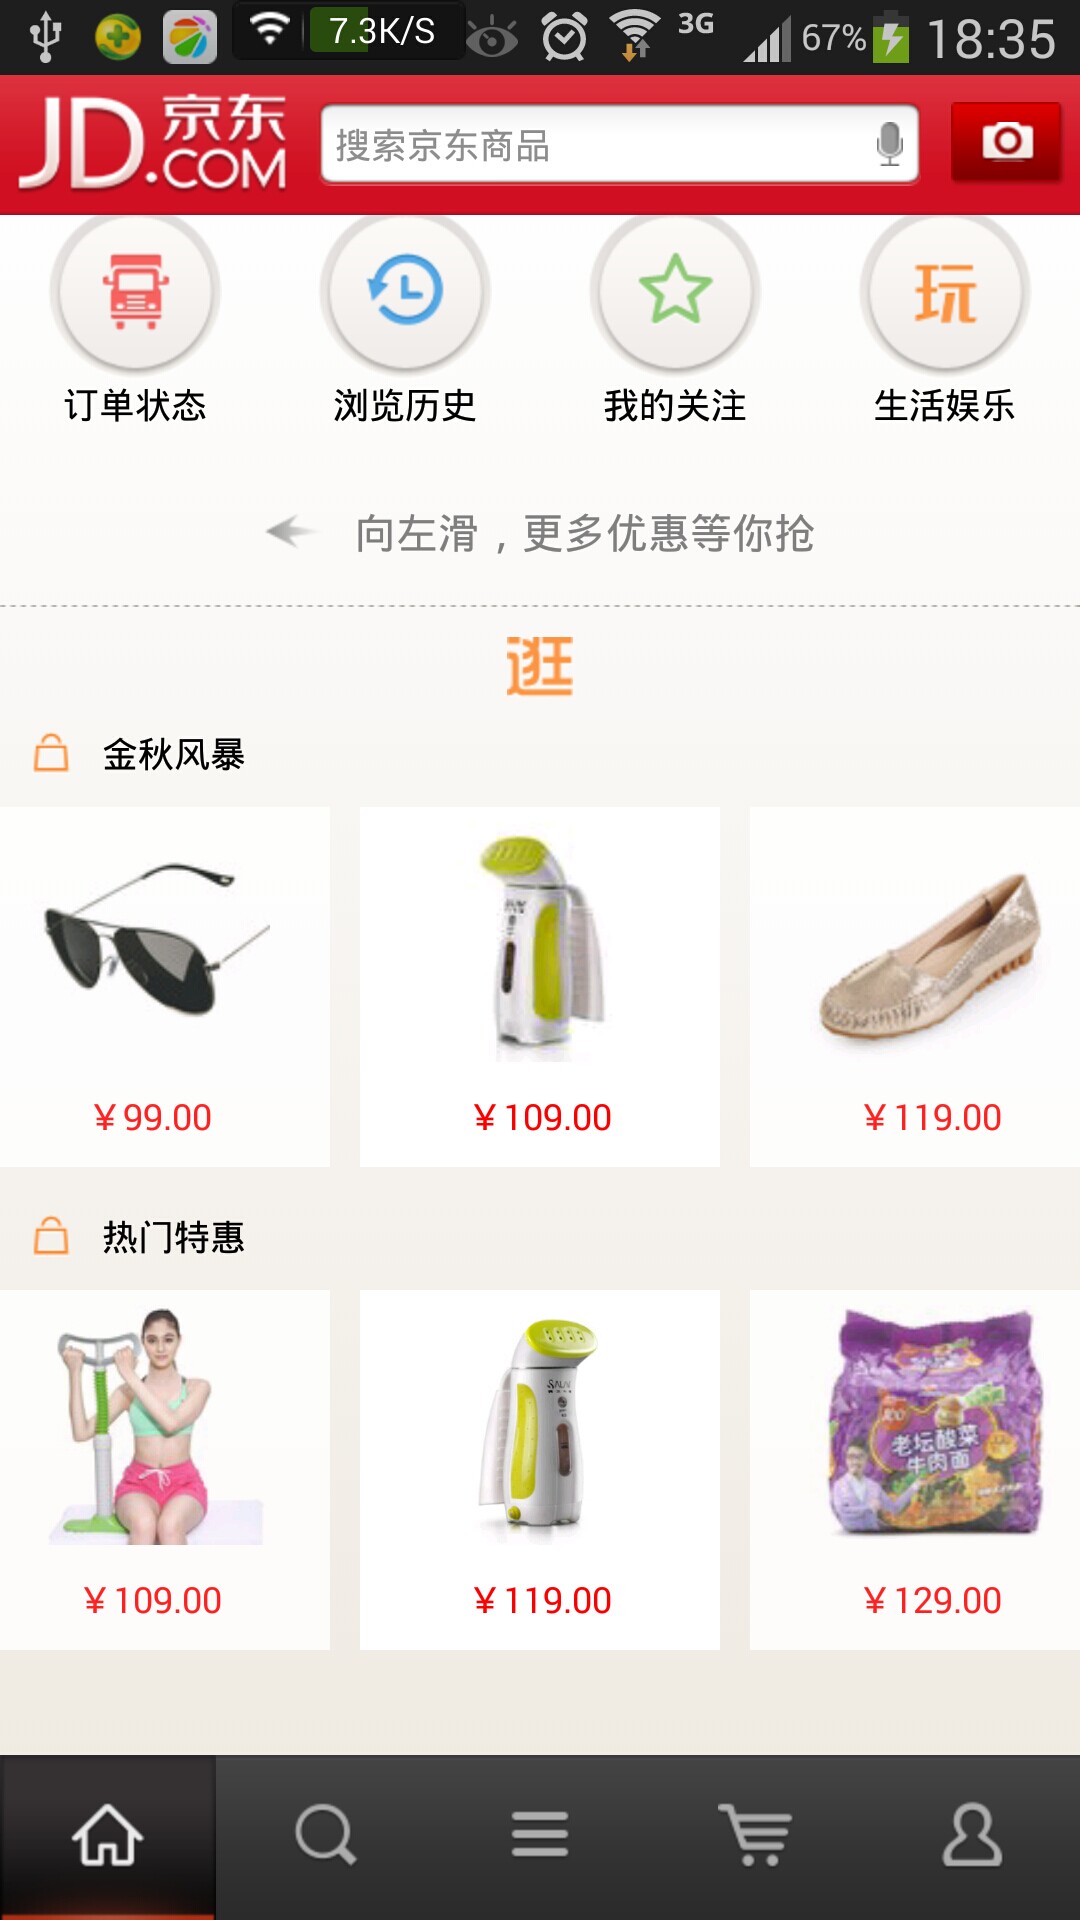 7.3K/S 3G 67% 18:35
JD.京东
.COM
搜索京东商品
玩
订单状态 浏览历史 我的关注 生活娱乐
向左滑，更多优惠等你抢
逛
金秋风暴
￥99.00 ￥109.00 ￥119.00
热门特惠
老坛酸菜
牛肉面
￥109.00 ￥119.00 ￥129.00